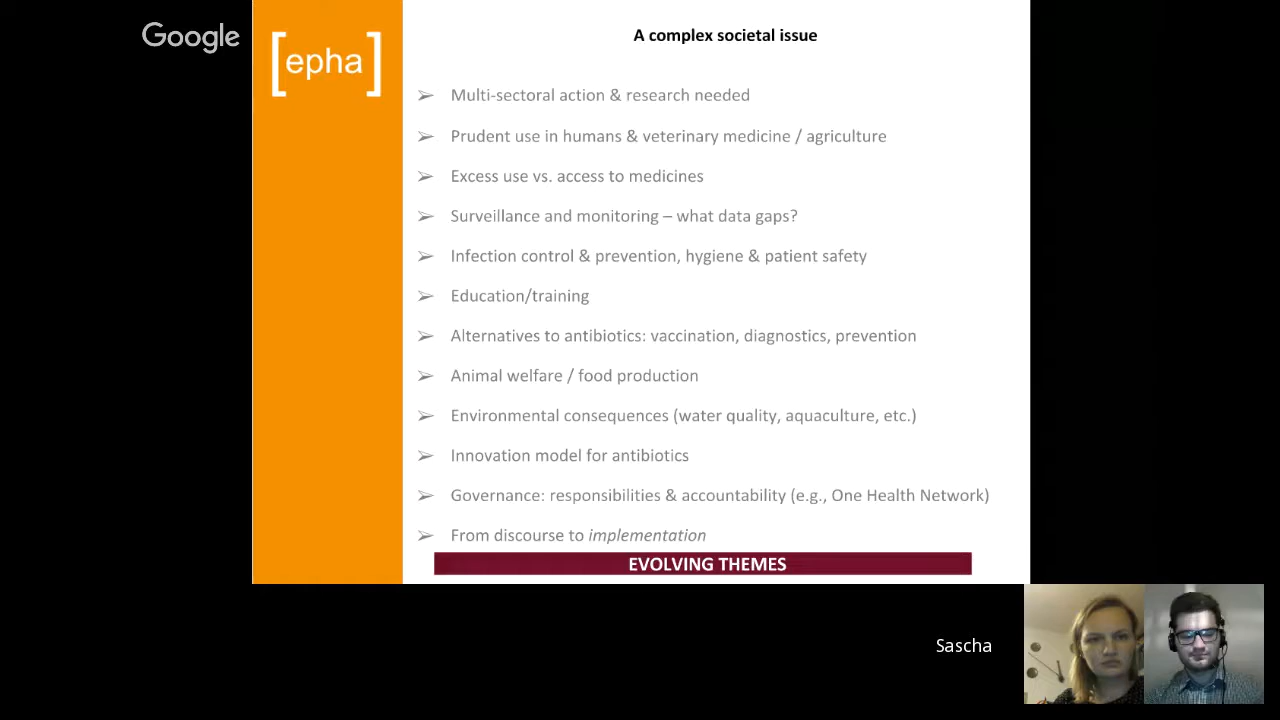 Google
[epha]
A complex societal issue
➢ Multi-sectoral action & research needed
➢ Prudent use in humans & veterinary medicine / agriculture
➢ Excess use vs. access to medicines
➢ Surveillance and monitoring – what data gaps?
➢ Infection control & prevention, hygiene & patient safety
➢ Education/training
➢ Alternatives to antibiotics: vaccination, diagnostics, prevention
➢ Animal welfare / food production
➢ Environmental consequences (water quality, aquaculture, etc.)
➢ Innovation model for antibiotics
➢ Governance: responsibilities & accountability (e.g., One Health Network)
➢ From discourse to implementation
EVOLVING THEMES
Sascha